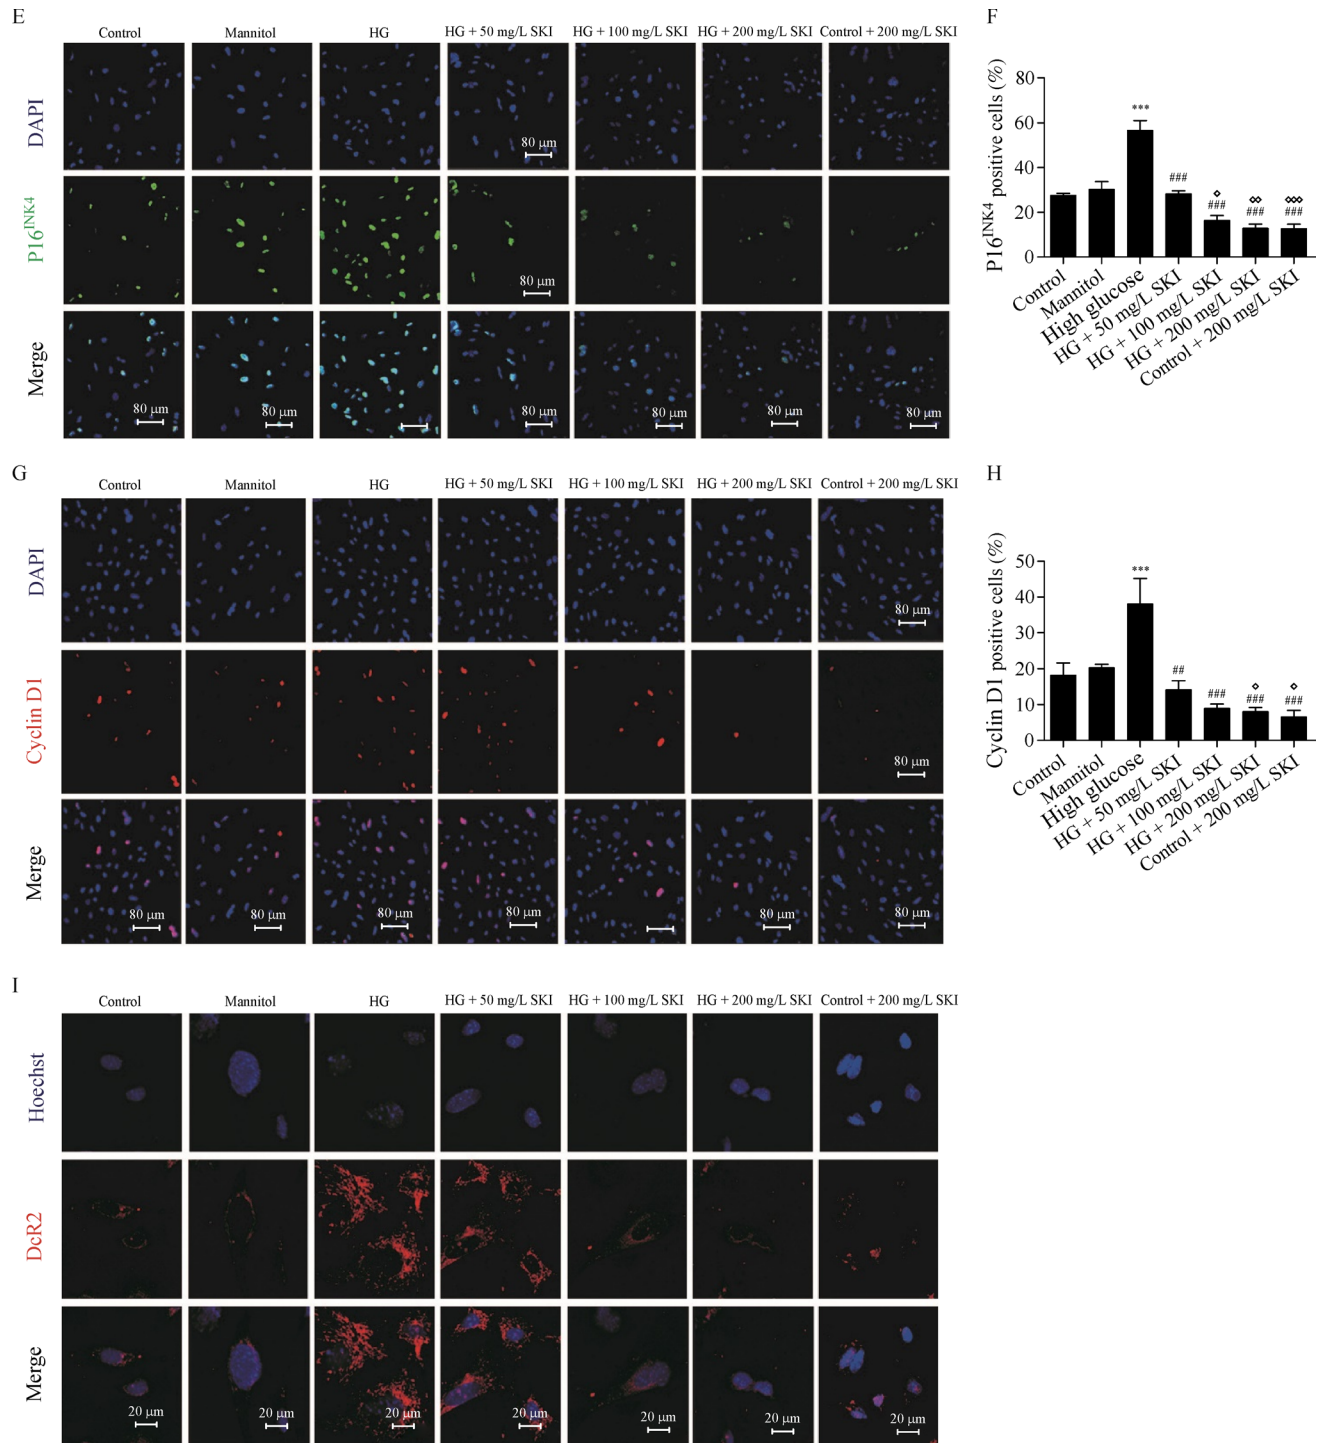 E
Control Mannitol HG HG + 50 mg/L SKI HG + 100 mg/L SKI HG + 200 mg/L SKI Control + 200 mg/L SKI
DAPI
80 μm
P16^INK4
80 μm
Merge
80 μm 80 μm 80 μm 80 μm 80 μm 80 μm
F
P16^INK4 positive cells (%)
80
60
40
20
0
***
###
◇
###
◇◇
###
◇◇◇
###
Control
Mannitol
High glucose
HG + 50 mg/L SKI
HG + 100 mg/L SKI
HG + 200 mg/L SKI
Control + 200 mg/L SKI
G
Control Mannitol HG HG + 50 mg/L SKI HG + 100 mg/L SKI HG + 200 mg/L SKI Control + 200 mg/L SKI
DAPI
80 μm
Cyclin D1
80 μm
Merge
80 μm 80 μm 80 μm 80 μm 80 μm 80 μm
H
Cyclin D1 positive cells (%)
50
40
30
20
10
0
***
##
###
◇
###
◇
###
Control
Mannitol
High glucose
HG + 50 mg/L SKI
HG + 100 mg/L SKI
HG + 200 mg/L SKI
Control + 200 mg/L SKI
I
Control Mannitol HG HG + 50 mg/L SKI HG + 100 mg/L SKI HG + 200 mg/L SKI Control + 200 mg/L SKI
Hoechst
DcR2
Merge
20 μm 20 μm 20 μm 20 μm 20 μm 20 μm 20 μm